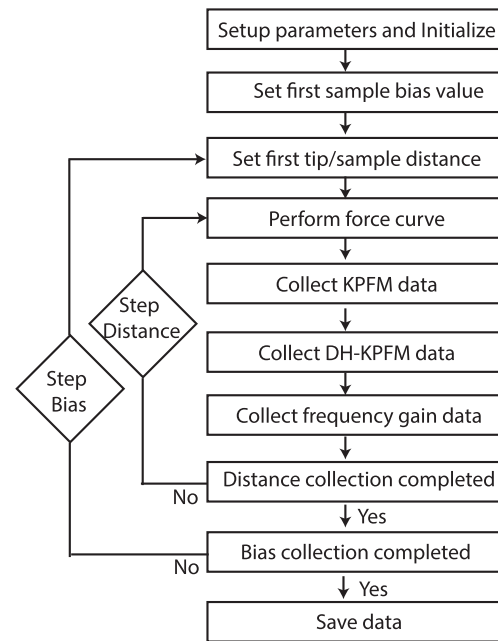 Setup parameters and Initialize
Set first sample bias value
Set first tip/sample distance
Perform force curve
Collect KPFM data
Step
Distance
Collect DH-KPFM data
Step
Bias
Collect frequency gain data
Distance collection completed
No
Yes
Bias collection completed
No
Yes
Save data